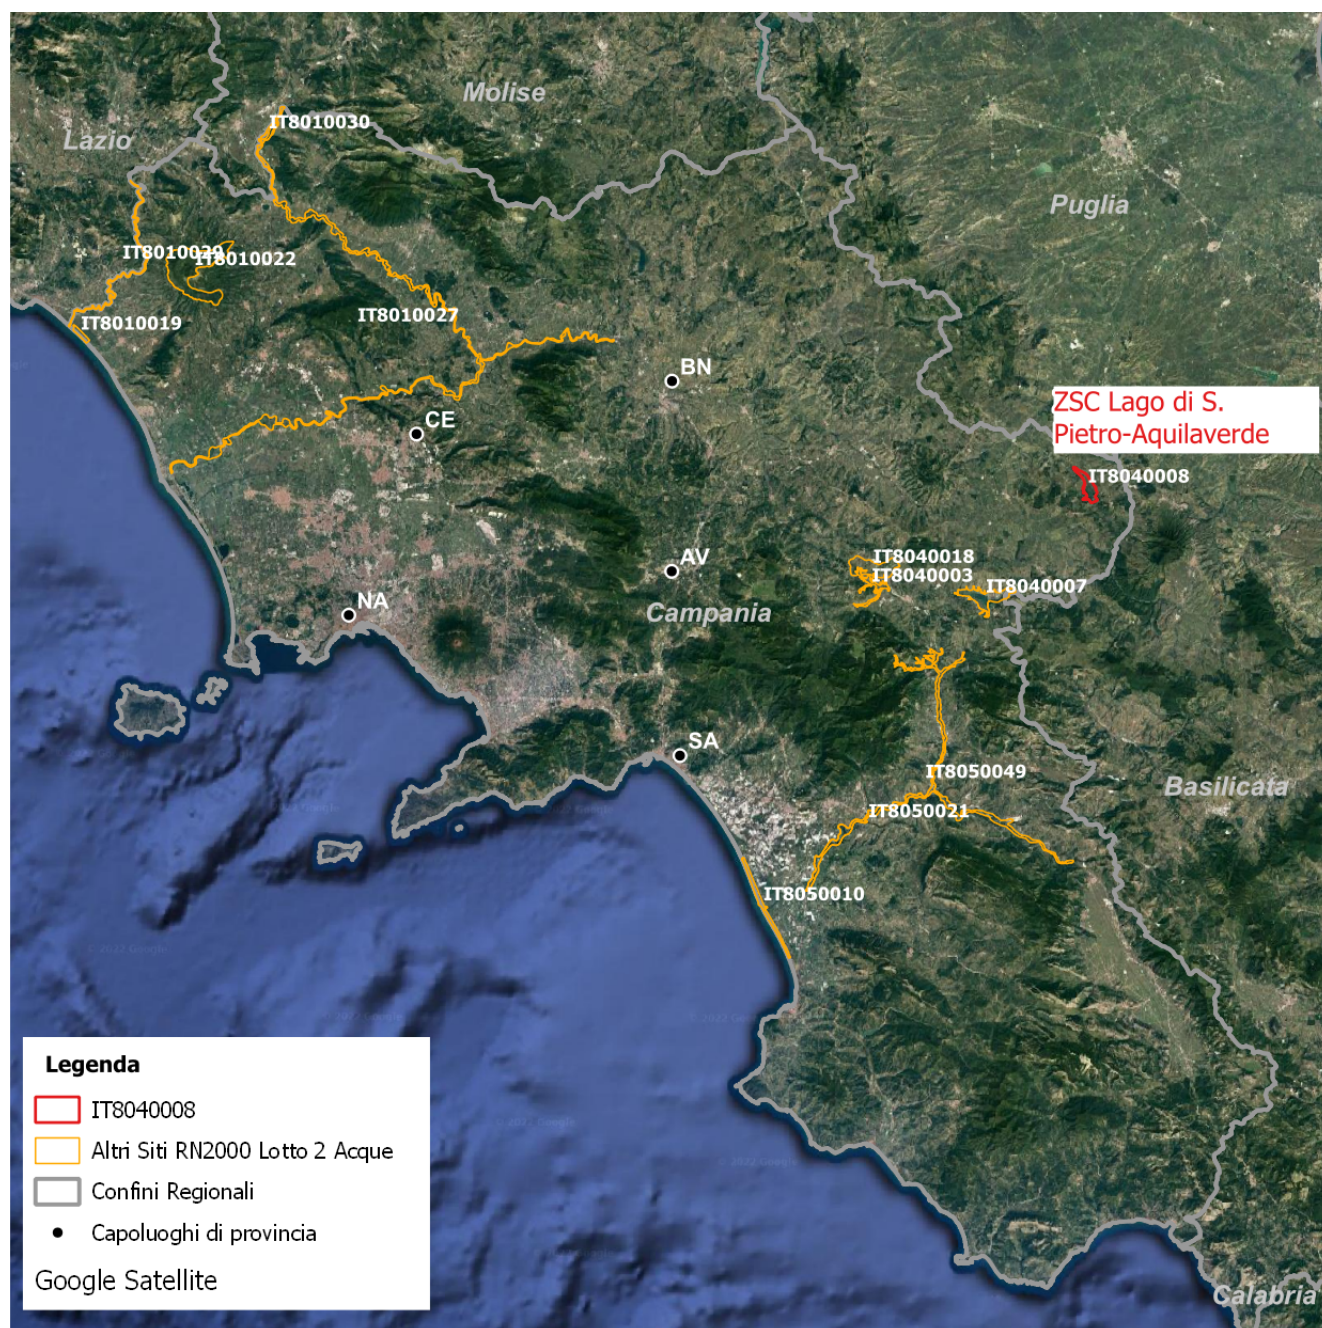 Molise
IT8010030
Lazio
Puglia
IT8010029
IT8010022
IT8010027
IT8010019
BN
ZSC Lago di S.
Pietro-Aquilaverde
CE
IT8040008
AV
IT8040018
IT8040003
IT8040007
NA
Campania
SA
IT8050049
Basilicata
IT8050021
IT8050010
© 2022 Google
Legenda
IT8040008
Altri Siti RN2000 Lotto 2 Acque
Confini Regionali
Capoluoghi di provincia
Google Satellite
Calabria